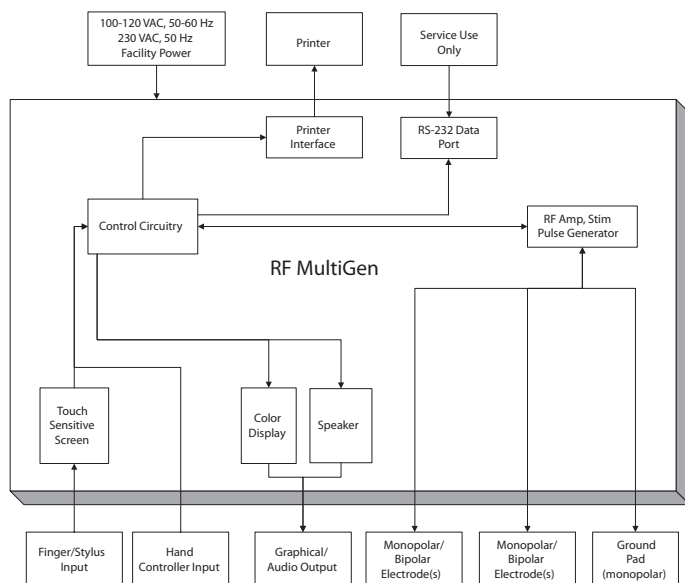 100-120 VAC, 50-60 Hz
230 VAC, 50 Hz
Facility Power
Printer
Service Use
Only
Printer
Interface
RS-232 Data
Port
Control Circuitry
RF Amp, Stim
Pulse Generator
RF MultiGen
Touch
Sensitive
Screen
Color
Display
Speaker
Finger/Stylus
Input
Hand
Controller Input
Graphical/
Audio Output
Monopolar/
Bipolar
Electrode(s)
Monopolar/
Bipolar
Electrode(s)
Ground
Pad
(monopolar)